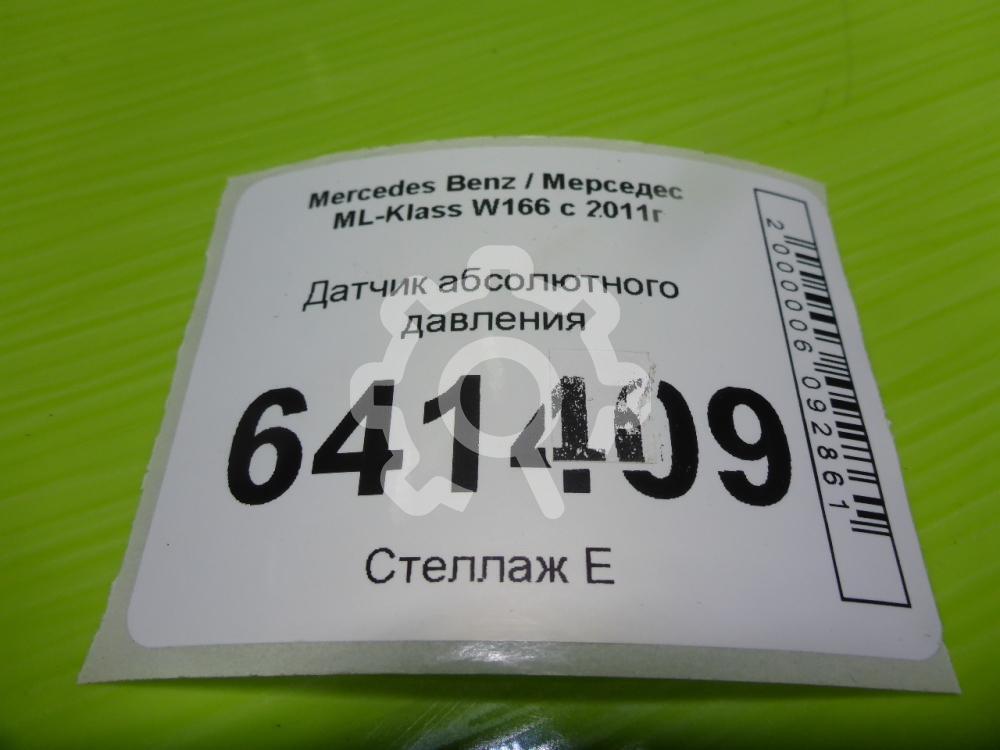 Mercedes Benz / Мерседес
ML-Klass W166 с 2011г
Датчик абсолютного
давления
Стеллаж Е
2000006092861